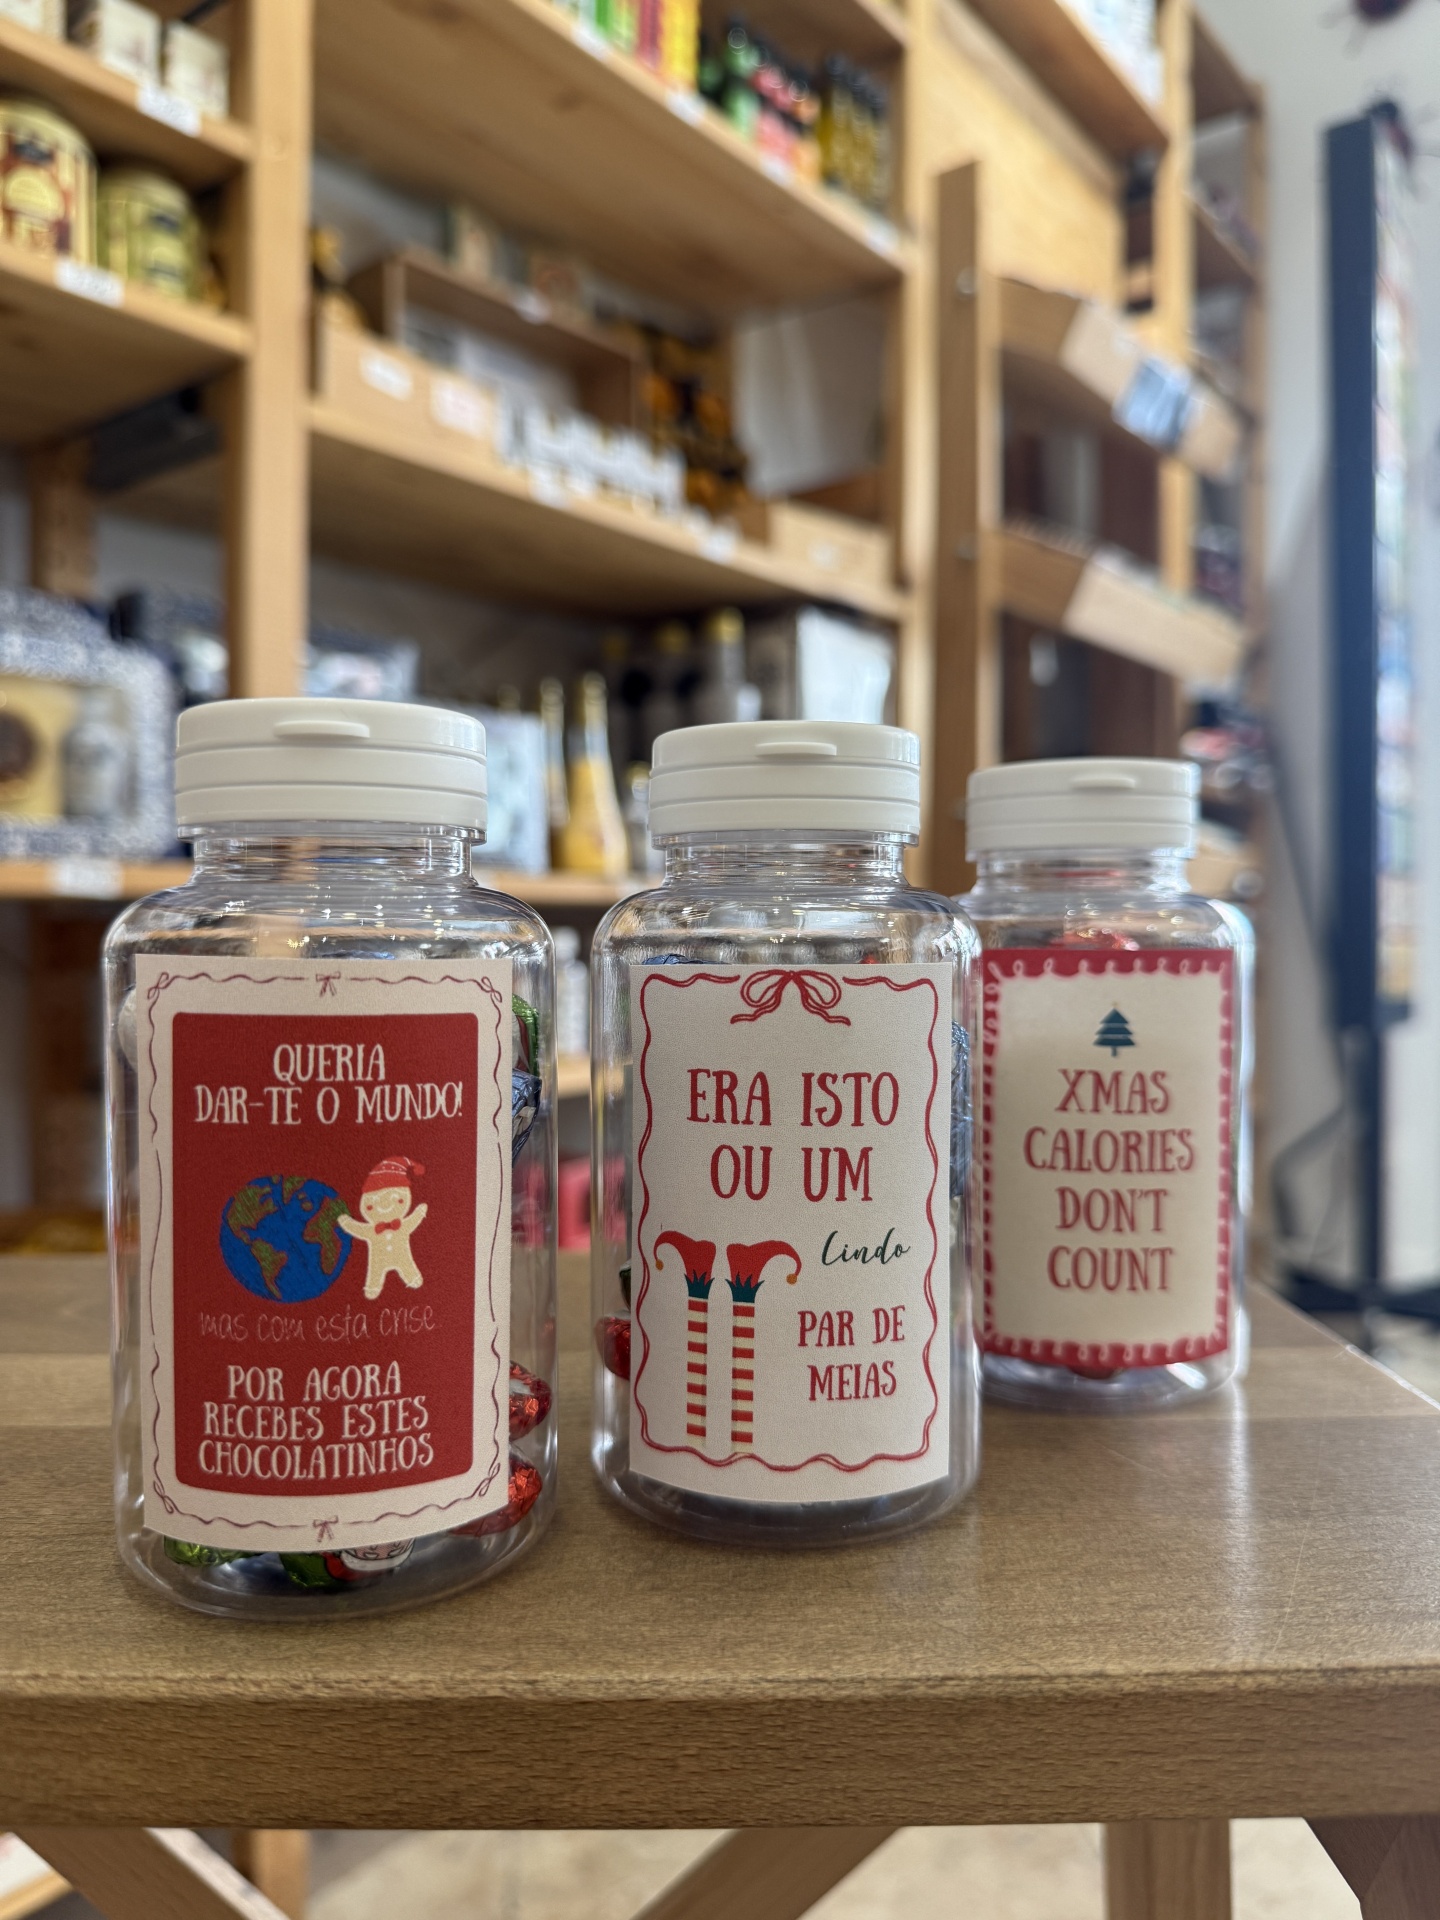 QUERIA
DAR-TE O MUNDO!
mas com esta crise
POR AGORA
RECEBES ESTES
CHOCOLATINHOS
ERA ISTO
OU UM
lindo
PAR DE
MEIAS
XMAS
CALORIES
DON'T
COUNT